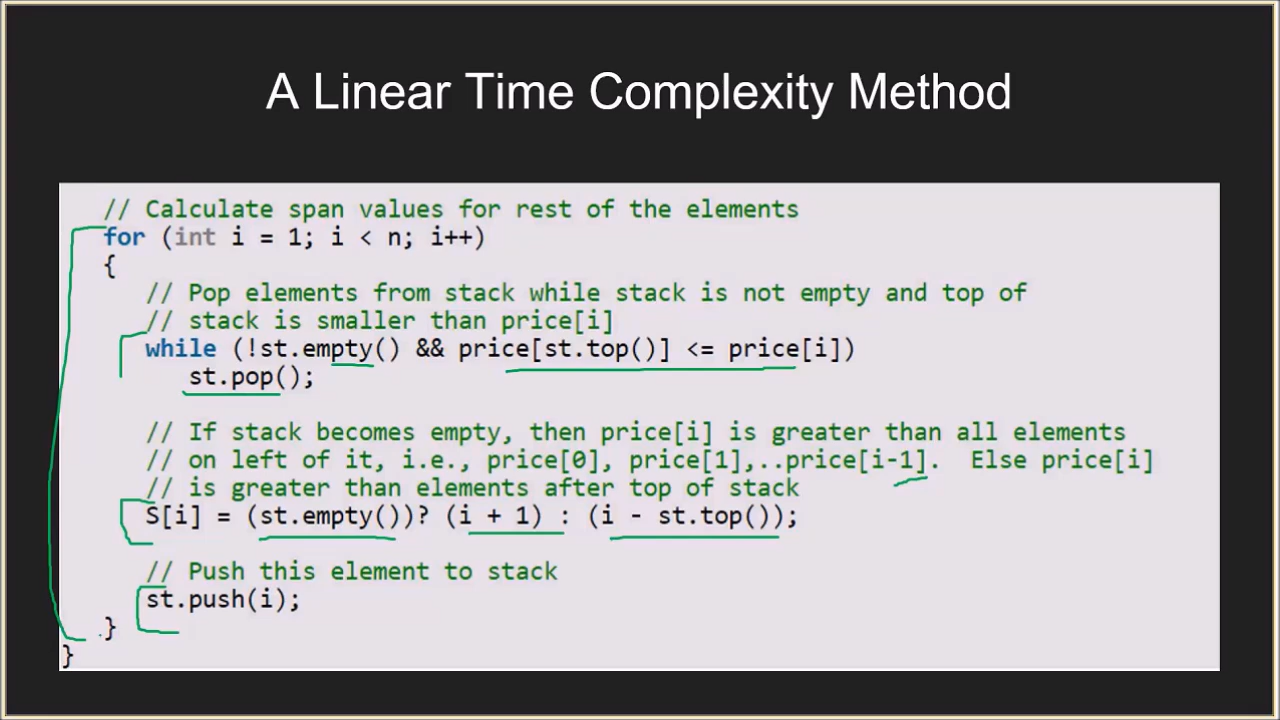 A Linear Time Complexity Method
// Calculate span values for rest of the elements
for (int i = 1; i < n; i++)
{
// Pop elements from stack while stack is not empty and top of
// stack is smaller than price[i]
while (!st.empty() && price[st.top()] <= price[i])
st.pop();
// If stack becomes empty, then price[i] is greater than all elements
// on left of it, i.e., price[0], price[1],..price[i-1].  Else price[i]
// is greater than elements after top of stack
S[i] = (st.empty())? (i + 1) : (i - st.top());
// Push this element to stack
st.push(i);
}
}